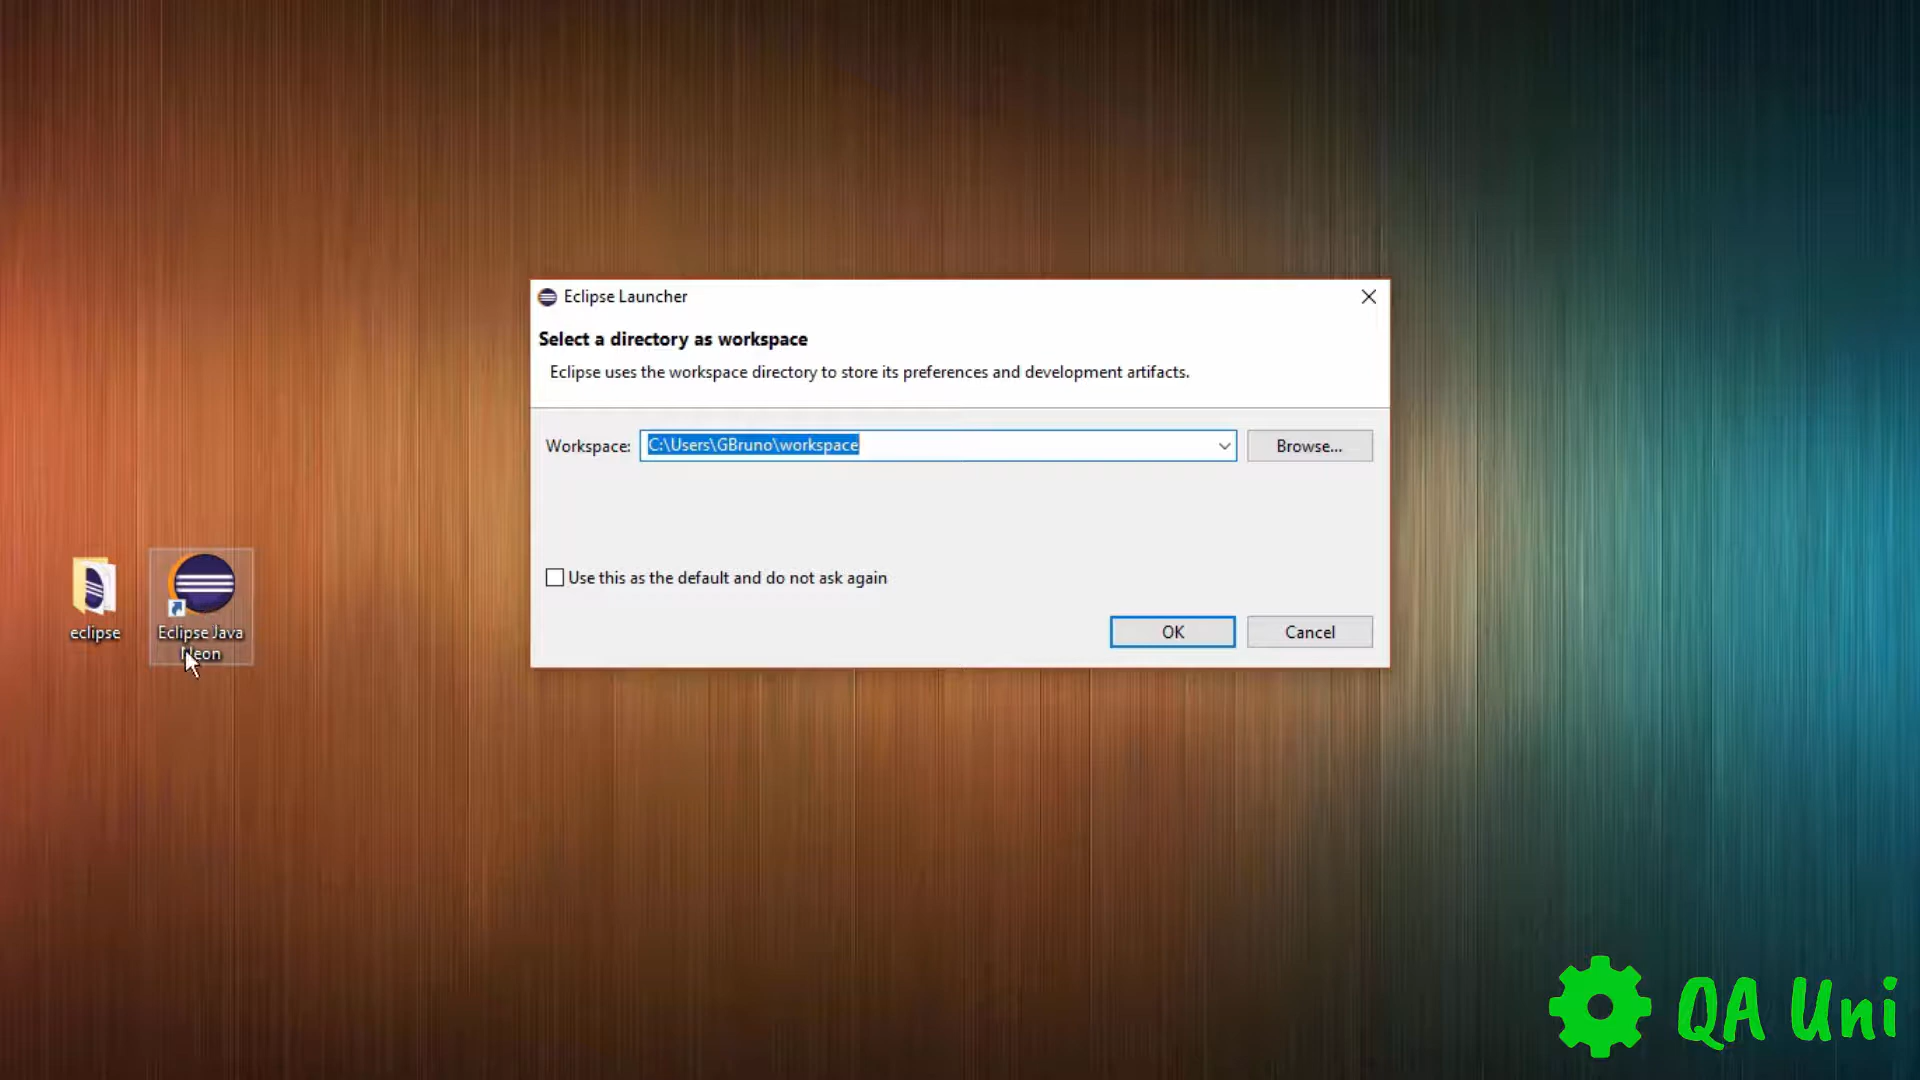 Eclipse Launcher
Select a directory as workspace
Eclipse uses the workspace directory to store its preferences and development artifacts.
Workspace: C:\Users\GBruno\workspace Browse...
Use this as the default and do not ask again
OK Cancel
eclipse
Eclipse Java
Neon
QA Uni